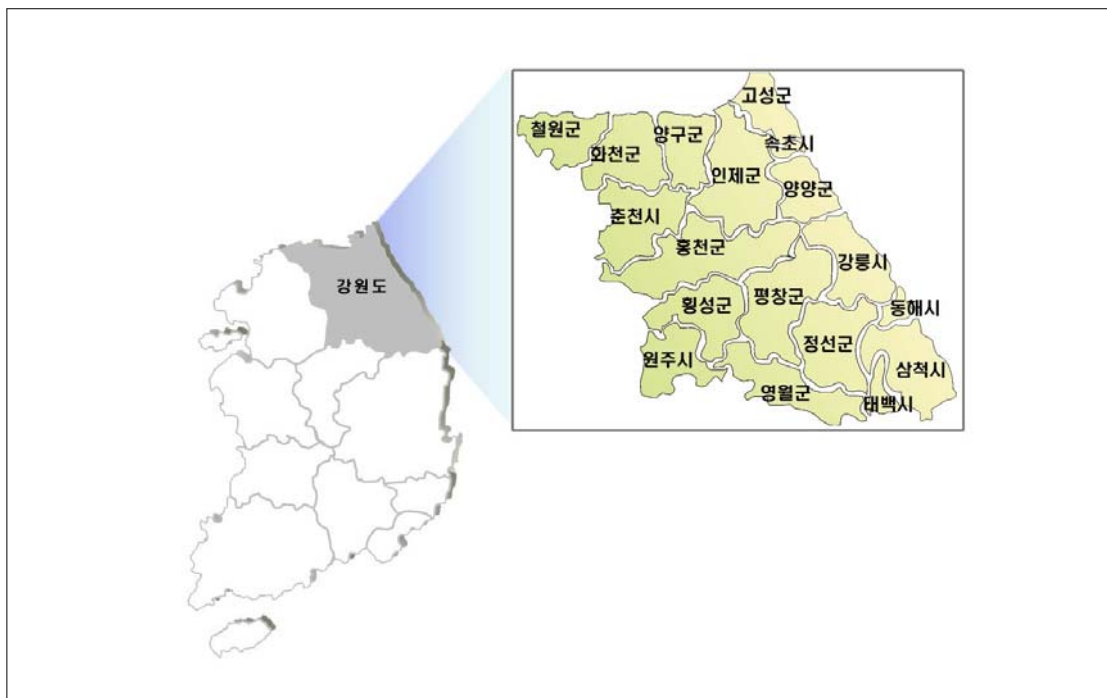 고성군
철원군
양구군
화천군
속초시
인제군
양양군
춘천시
홍천군
강릉시
강원도
횡성군
평창군
동해시
정선군
원주시
삼척시
영월군
태백시